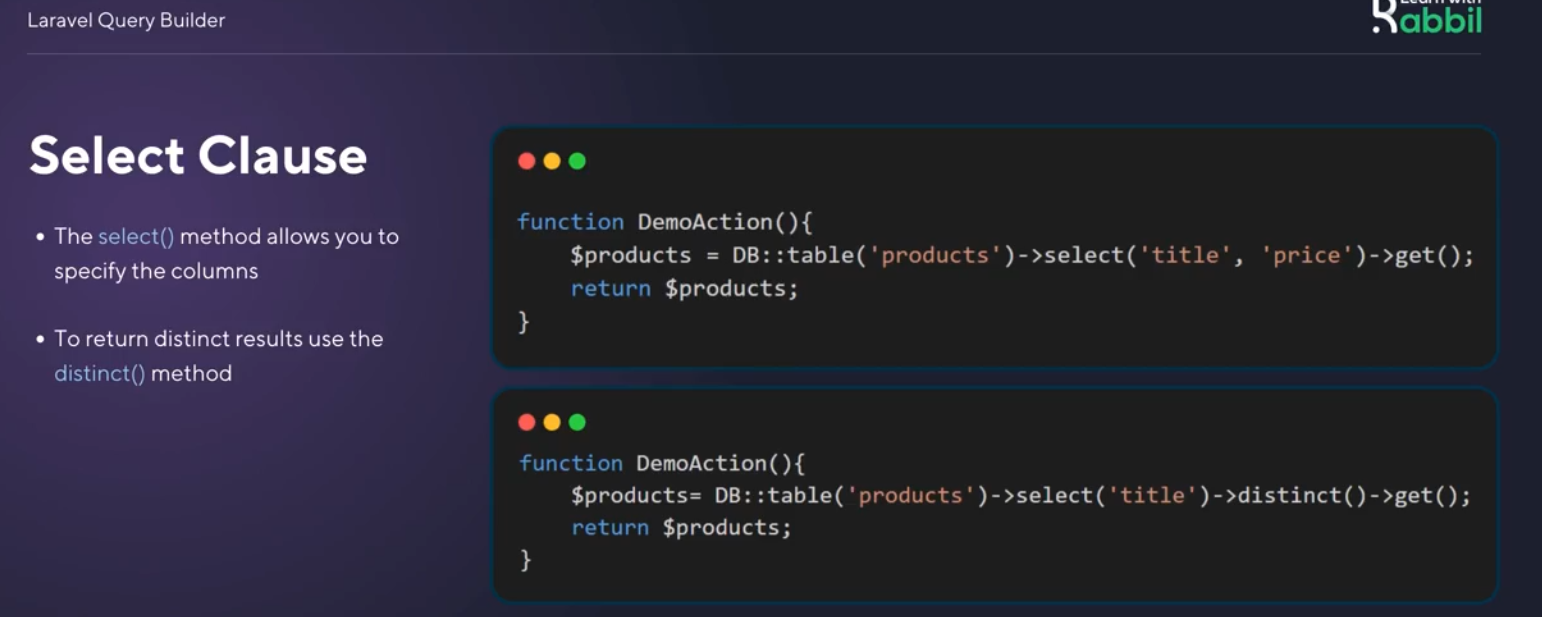 Laravel Query Builder
Learn with
Rabbil
Select Clause
• The select() method allows you to
specify the columns
• To return distinct results use the
distinct() method
function DemoAction(){
    $products = DB::table('products')->select('title', 'price')->get();
    return $products;
}
function DemoAction(){
    $products= DB::table('products')->select('title')->distinct()->get();
    return $products;
}